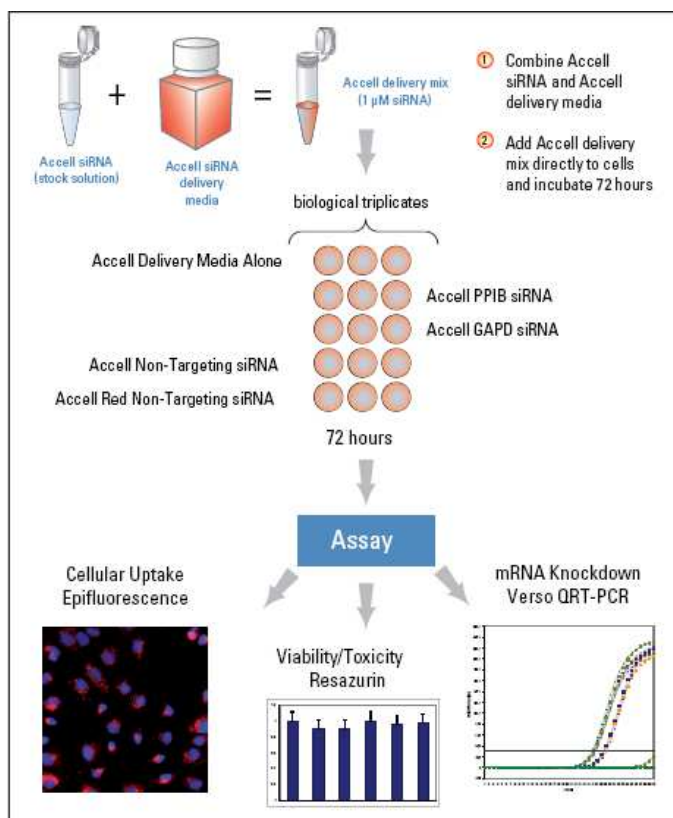 Accell siRNA
(stock solution)
+
Accell siRNA
delivery
media
=
Accell delivery mix
(1 µM siRNA)
1 Combine Accell
siRNA and Accell
delivery media
2 Add Accell delivery
mix directly to cells
and incubate 72 hours
biological triplicates
Accell Delivery Media Alone
Accell PPIB siRNA
Accell GAPD siRNA
Accell Non-Targeting siRNA
Accell Red Non-Targeting siRNA
72 hours
Assay
Cellular Uptake
Epifluorescence
Viability/Toxicity
Resazurin
mRNA Knockdown
Verso QRT-PCR